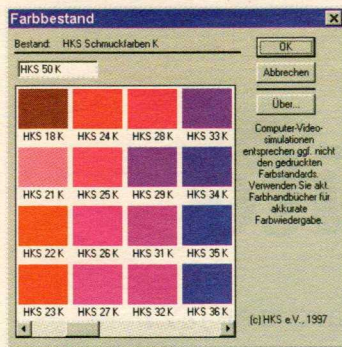 Farbbestand
Bestand: HKS Schmuckfarben K
HKS 50 K
HKS 18 K HKS 24 K HKS 28 K HKS 33 K
HKS 21 K HKS 25 K HKS 29 K HKS 34 K
HKS 22 K HKS 26 K HKS 31 K HKS 35 K
HKS 23 K HKS 27 K HKS 32 K HKS 36 K
OK
Abbrechen
Über...
Computer-Video-
simulationen
entsprechen ggf. nicht
den gedruckten
Farbstandards.
Verwenden Sie akt.
Farbhandbücher für
akkurate
Farbwiedergabe.
(c) HKS e.V., 1997